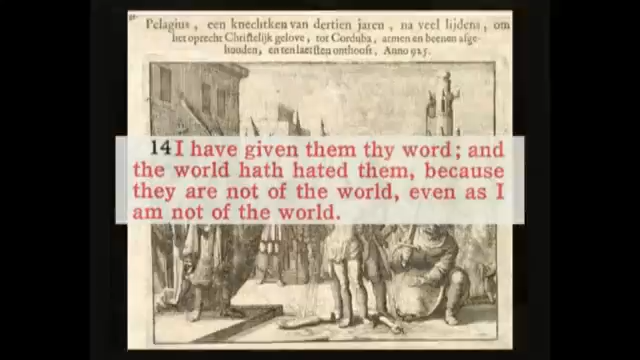 Pelagius, een knechtken van dertien jaren, na veel lijdens, om
het oprecht Christelijk gelove, tot Corduba, armen en beenen afge-
houden, en ten laetsten onthooft, Anno 925.
14 I have given them thy word; and
the world hath hated them, because
they are not of the world, even as I
am not of the world.